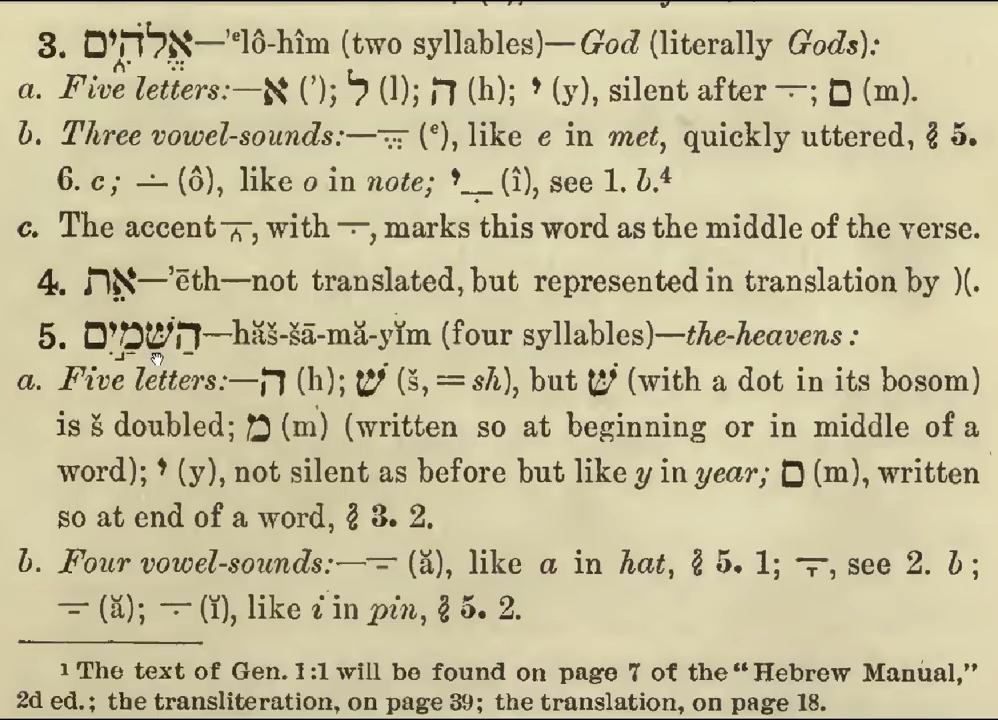 3. אֱלֹהִ֑ים—’ᵉlô-hîm (two syllables)—God (literally Gods):
a. Five letters:—א (’); ל (l); ה (h); י (y), silent after ִ ; ם (m).
b. Three vowel-sounds:— ֱ (ᵉ), like e in met, quickly uttered, § 5.
6. c; ֹ (ô), like o in note; ִי (î), see 1. b.⁴
c. The accent ֑ , with ִ , marks this word as the middle of the verse.
4. אֵ֥ת—’ēth—not translated, but represented in translation by )(.
5. הַשָּׁמַ֖יִם—hăš-šā-mă-yĭm (four syllables)—the-heavens:
a. Five letters:—ה (h); שׁ (š, = sh), but שּׁ (with a dot in its bosom)
is š doubled; מ (m) (written so at beginning or in middle of a
word); י (y), not silent as before but like y in year; ם (m), written
so at end of a word, § 3. 2.
b. Four vowel-sounds:— ַ (ă), like a in hat, § 5. 1; ָ , see 2. b;
ַ (ă); ִ (ĭ), like i in pin, § 5. 2.
1 The text of Gen. I:1 will be found on page 7 of the "Hebrew Manual,"
2d ed.; the transliteration, on page 39; the translation, on page 18.